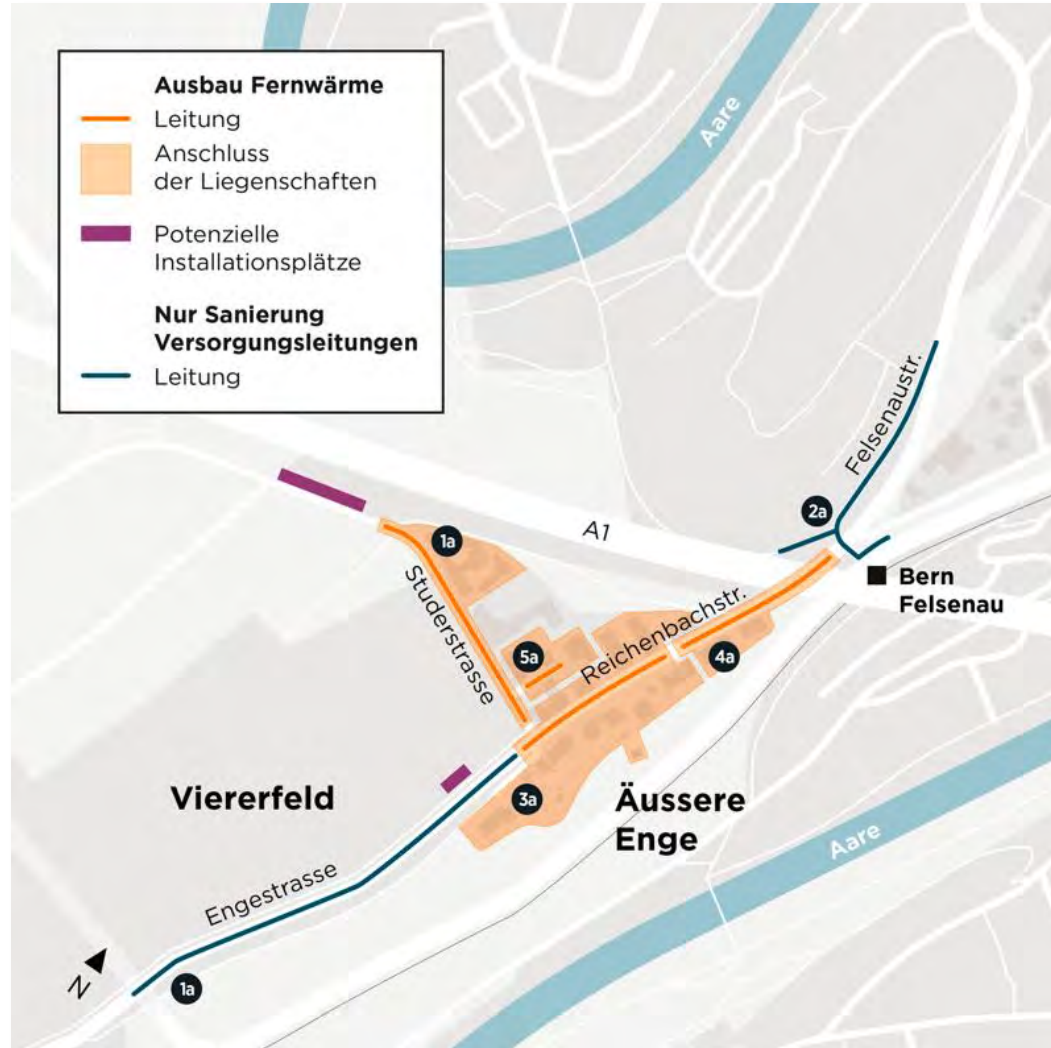 Ausbau Fernwärme
Leitung
Anschluss
der Liegenschaften
Potenzielle
Installationsplätze
Nur Sanierung
Versorgungsleitungen
Leitung
Aare
Felsenaustr.
2a
A1
1a
Bern
Felsenau
Studerstrasse
Reichenbachstr.
5a
4a
Viererfeld
3a
Äussere
Enge
Aare
Engestrasse
N
1a